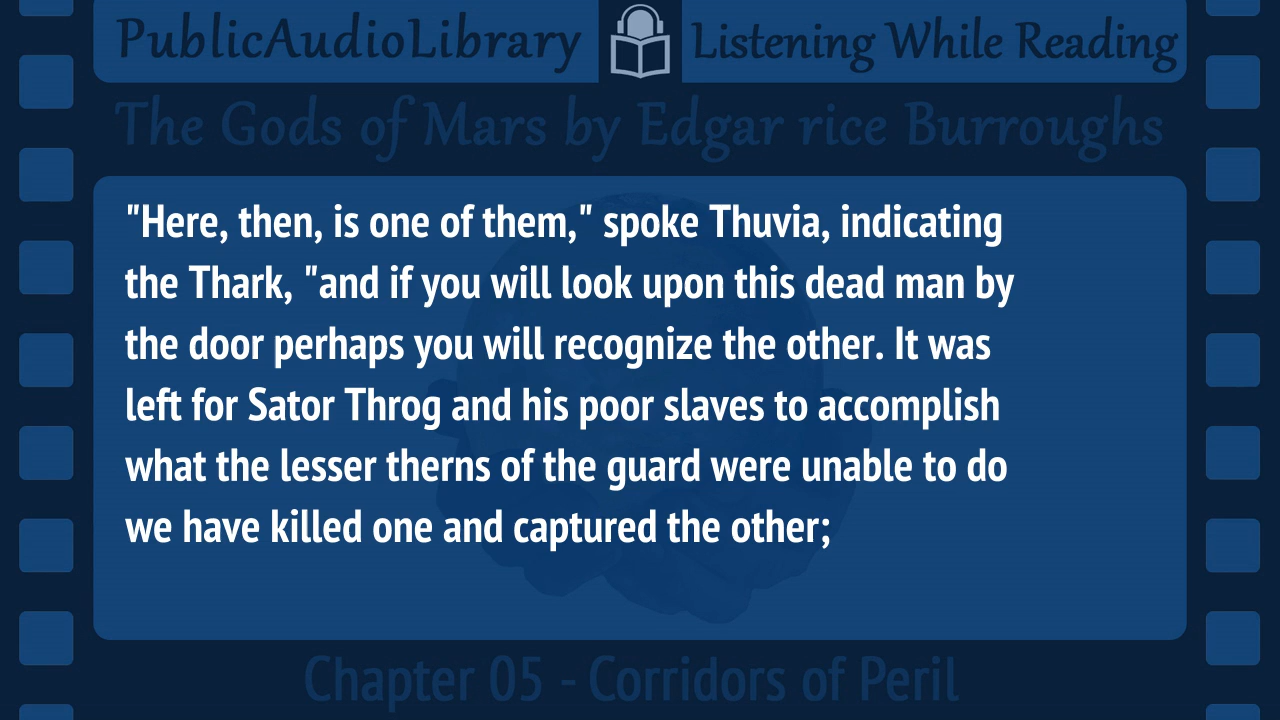 PublicAudioLibrary Listening While Reading
The Gods of Mars by Edgar rice Burroughs
"Here, then, is one of them," spoke Thuvia, indicating
the Thark, "and if you will look upon this dead man by
the door perhaps you will recognize the other. It was
left for Sator Throg and his poor slaves to accomplish
what the lesser therns of the guard were unable to do
we have killed one and captured the other;
Chapter 05 - Corridors of Peril